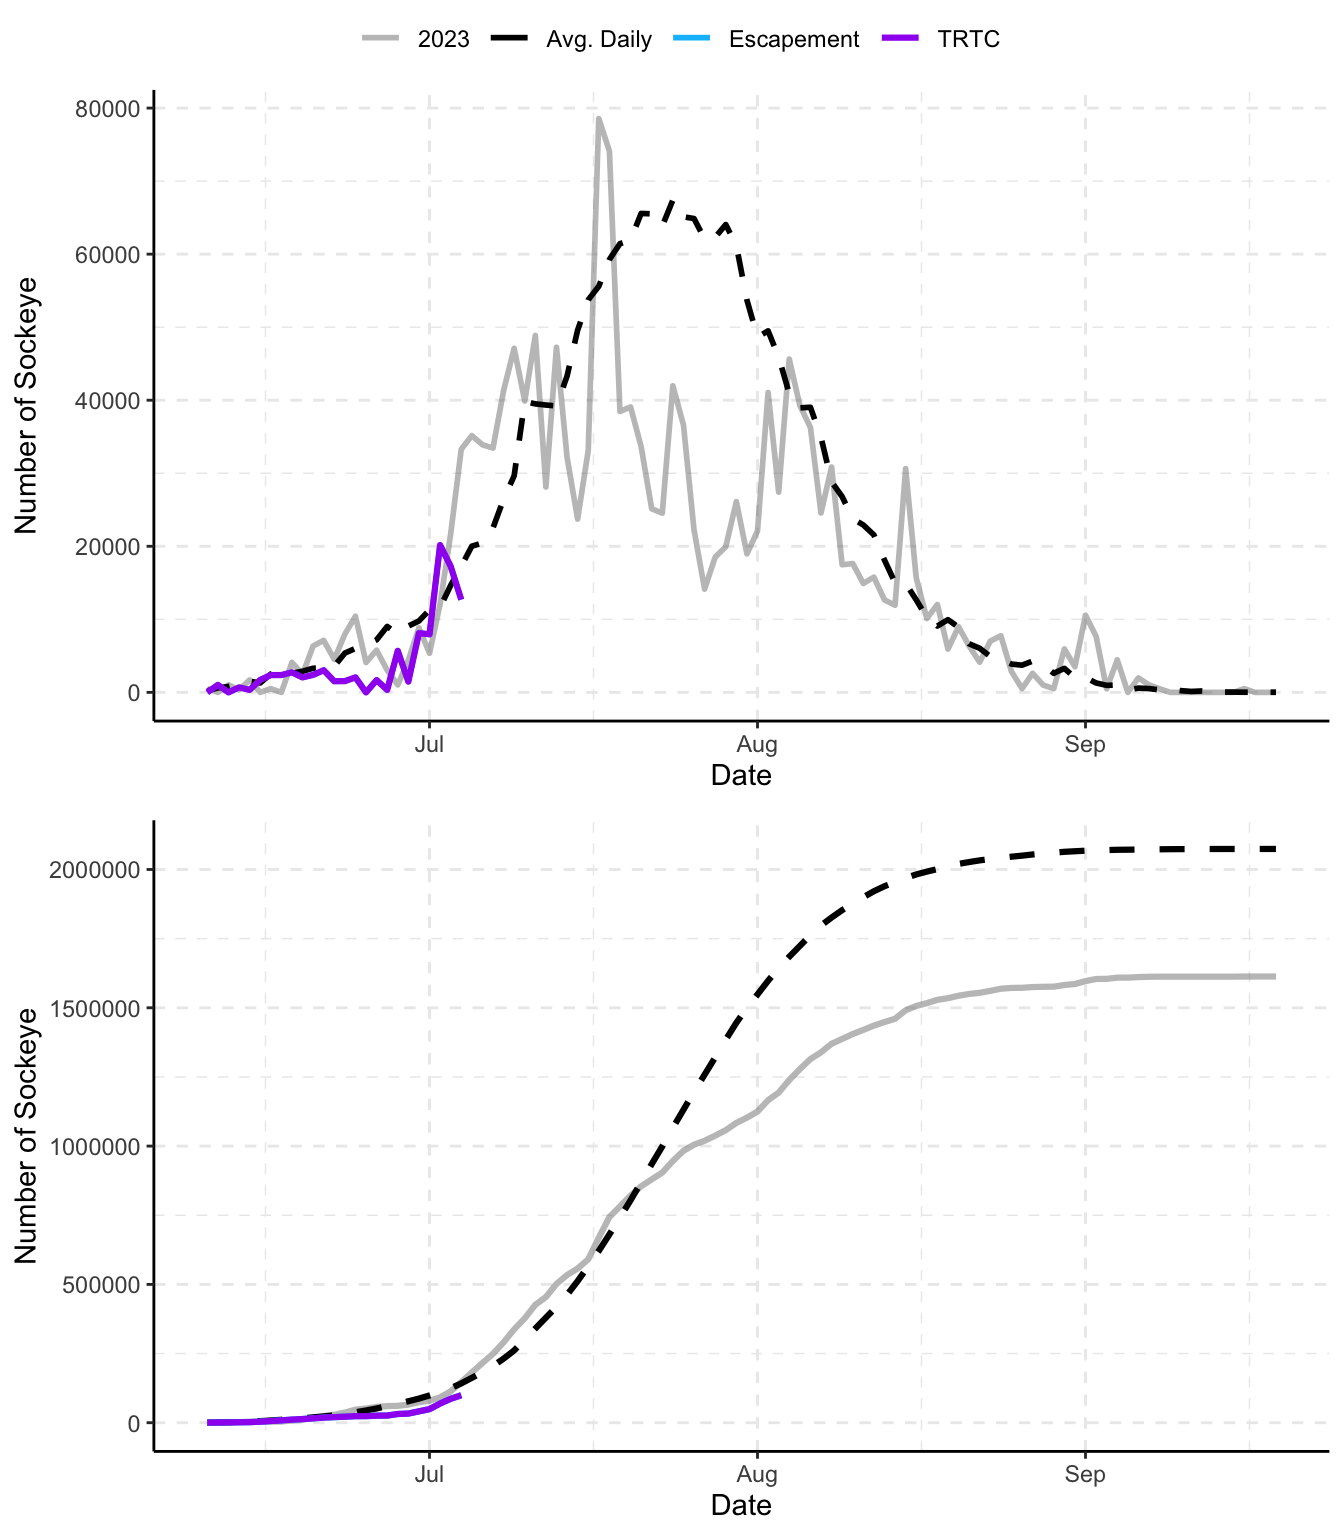 2023 Avg. Daily Escapement TRTC
80000
60000
40000
20000
0
Number of Sockeye
Jul Aug Sep
Date
2000000
1500000
1000000
500000
0
Number of Sockeye
Jul Aug Sep
Date